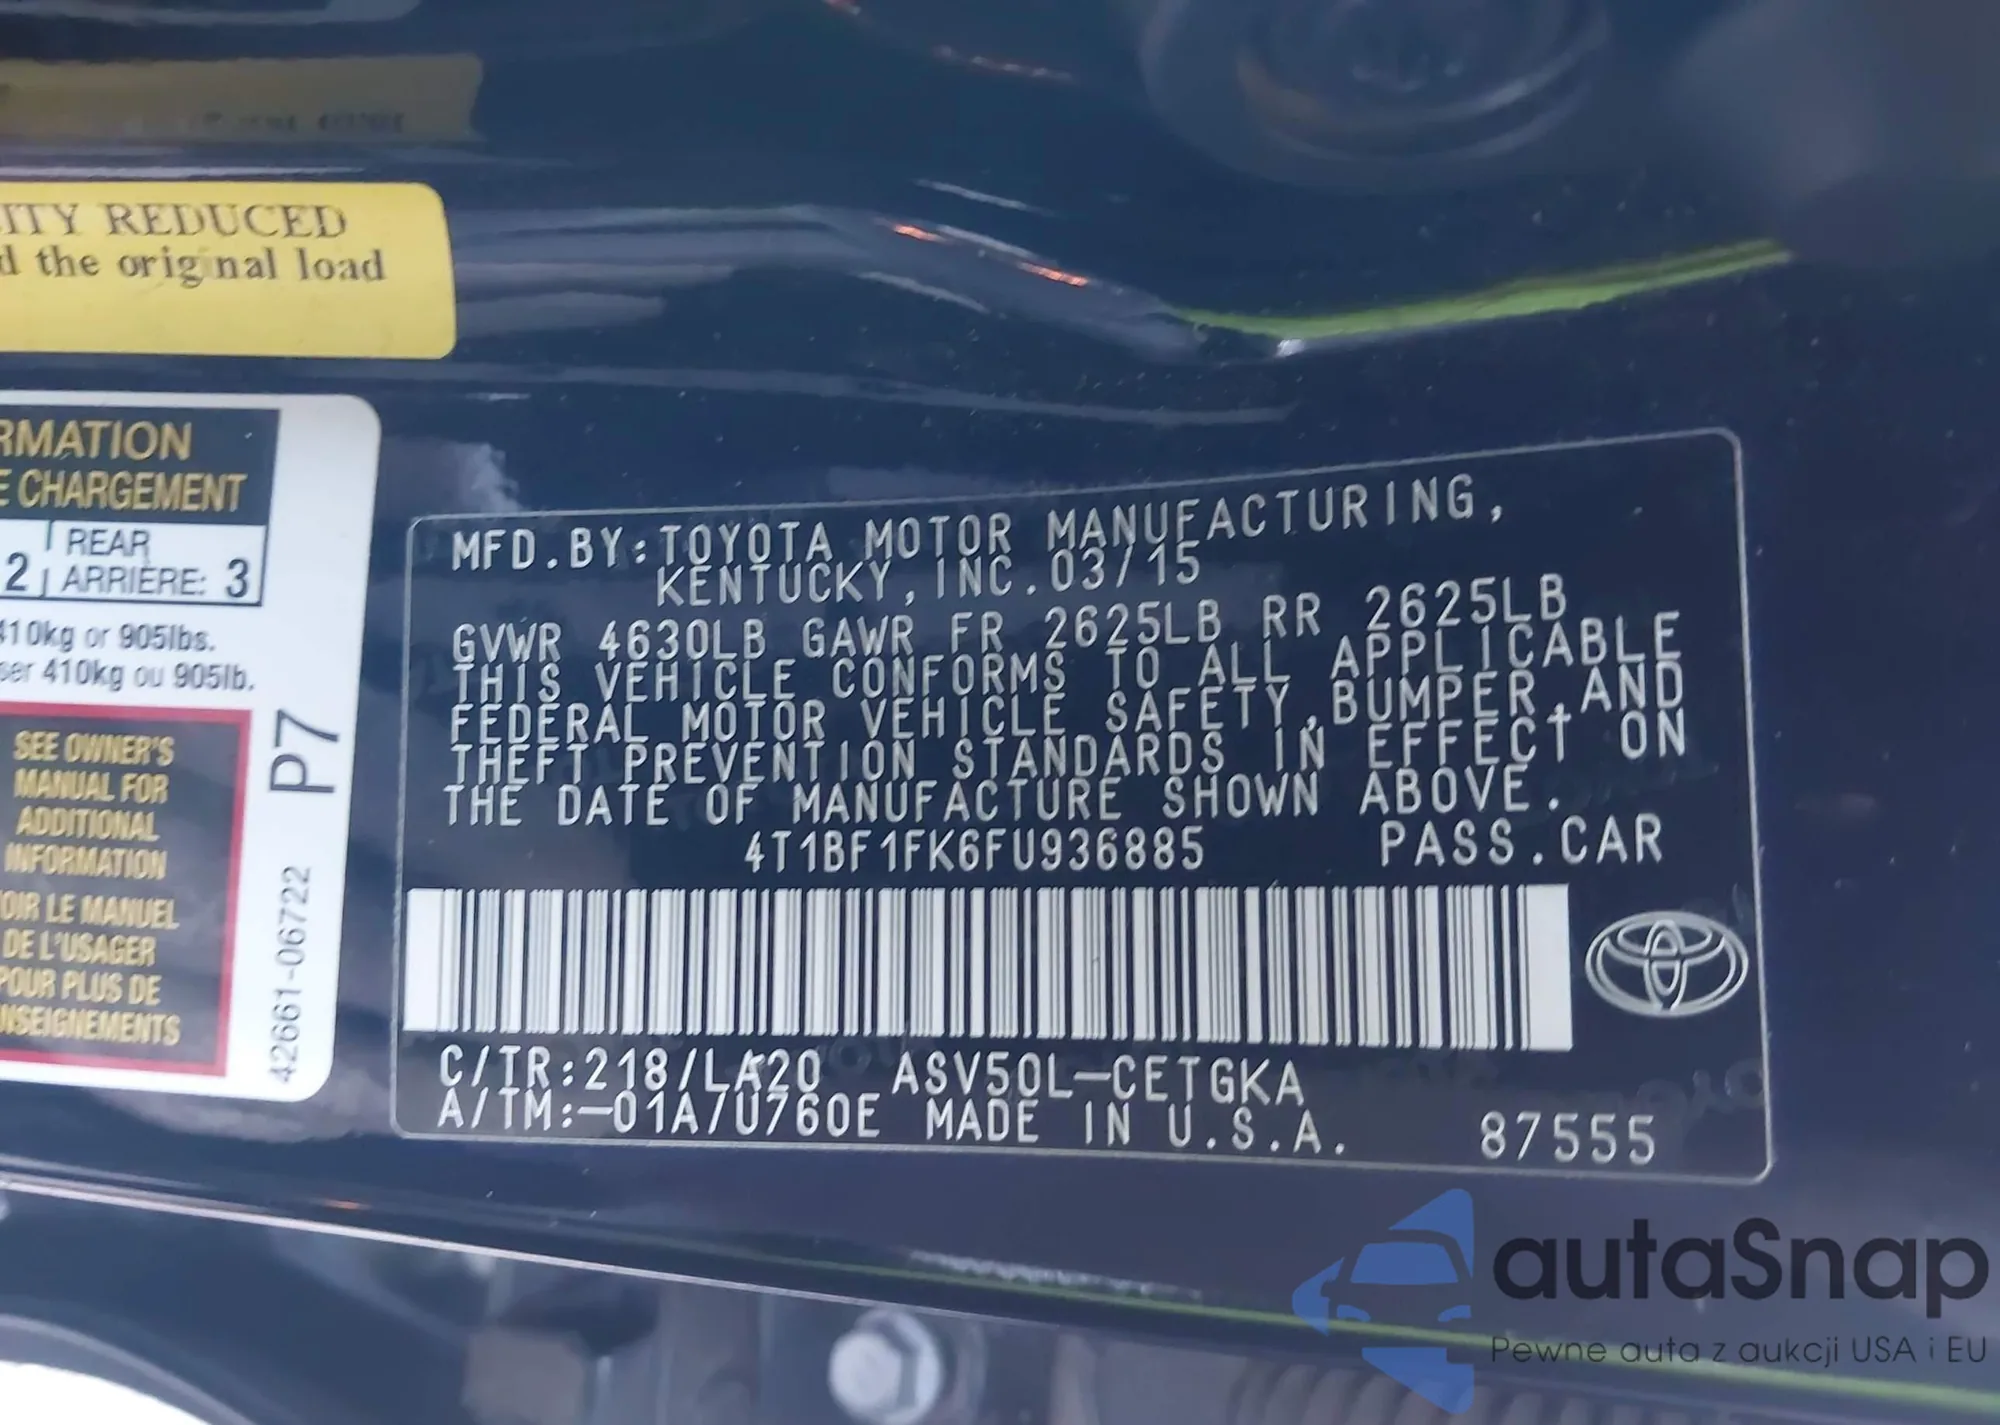 ITY REDUCED
d the original load
RMATION
E CHARGEMENT
2 REAR
ARRIÈRE: 3
410kg or 905lbs.
ser 410kg ou 905lb.
SEE OWNER'S
MANUAL FOR
ADDITIONAL
INFORMATION
OIR LE MANUEL
DE L'USAGER
POUR PLUS DE
NSEIGNEMENTS
P7
42661-06722
MFD.BY:TOYOTA MOTOR MANUFACTURING,
KENTUCKY,INC.03/15
GVWR 4630LB GAWR FR 2625LB RR 2625LB
THIS VEHICLE CONFORMS TO ALL APPLICABLE
FEDERAL MOTOR VEHICLE SAFETY,BUMPER,AND
THEFT PREVENTION STANDARDS IN EFFECT ON
THE DATE OF MANUFACTURE SHOWN ABOVE.
4T1BF1FK6FU936885 PASS.CAR
C/TR:218/LA20 ASV50L-CETGKA
A/TM:-01A/U760E MADE IN U.S.A. 87555
autaSnap
Pewne auta z aukcji USA i EU